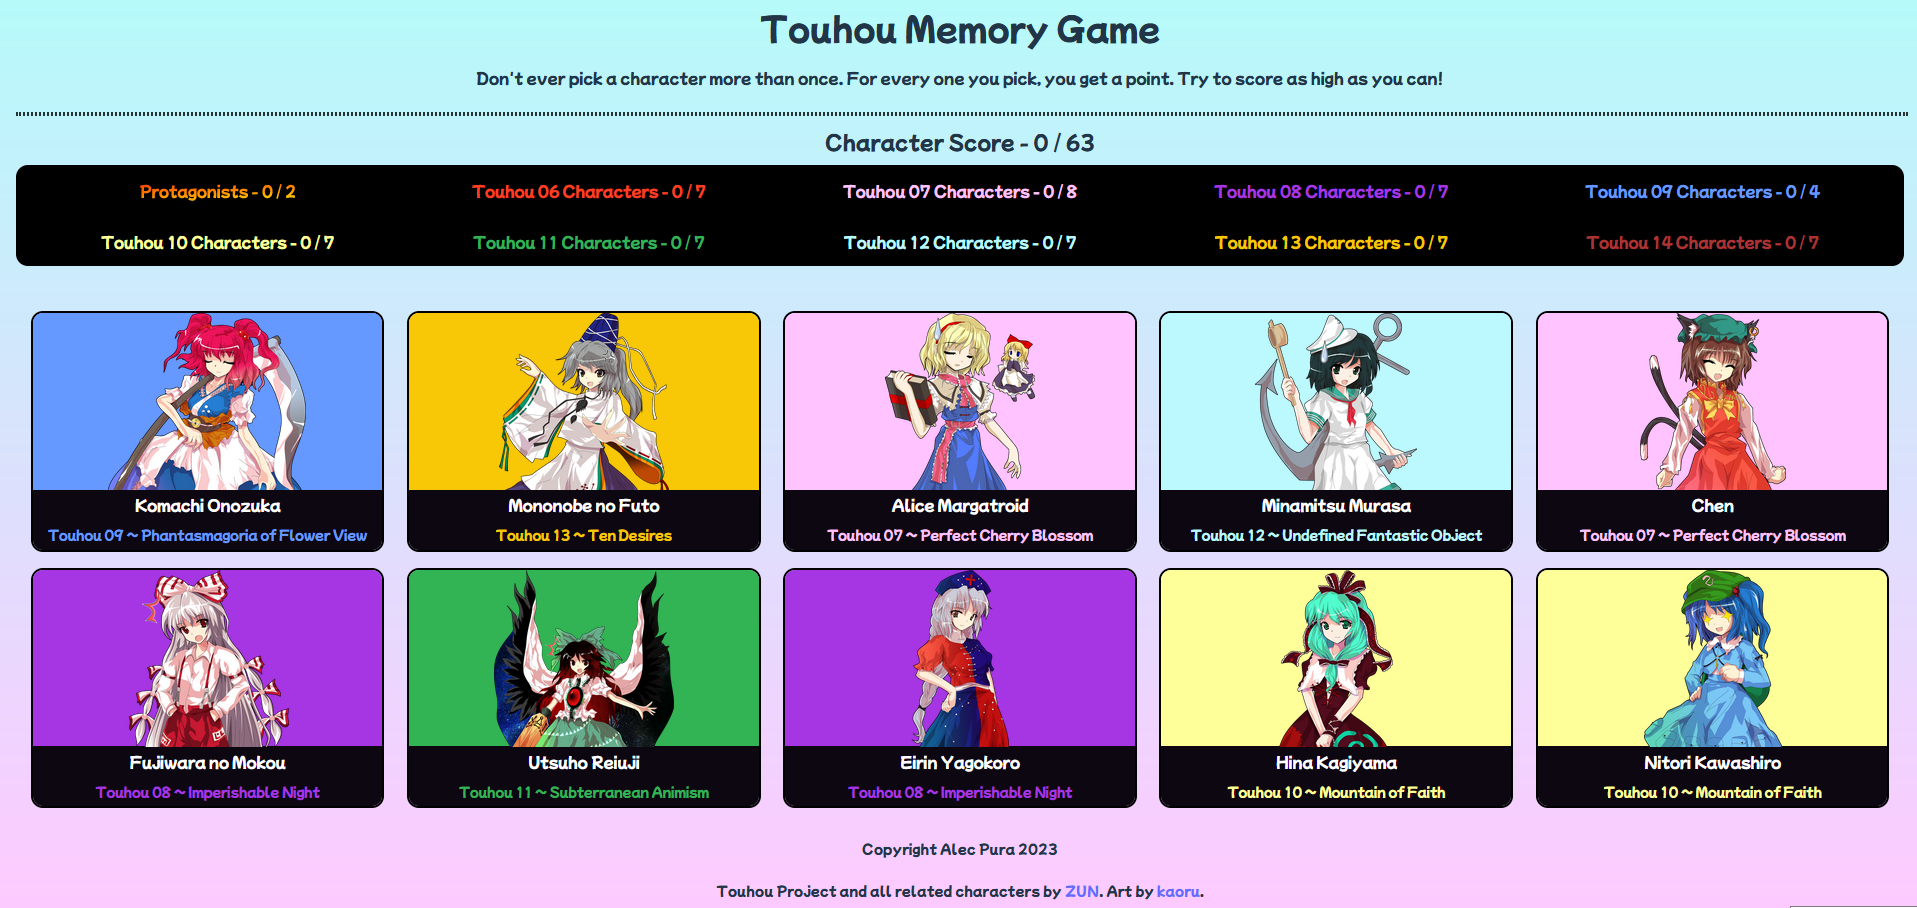 Touhou Memory Game
Don't ever pick a character more than once. For every one you pick, you get a point. Try to score as high as you can!
Character Score - 0 / 63
Protagonists - 0 / 2
Touhou 06 Characters - 0 / 7
Touhou 07 Characters - 0 / 8
Touhou 08 Characters - 0 / 7
Touhou 09 Characters - 0 / 4
Touhou 10 Characters - 0 / 7
Touhou 11 Characters - 0 / 7
Touhou 12 Characters - 0 / 7
Touhou 13 Characters - 0 / 7
Touhou 14 Characters - 0 / 7
Komachi Onozuka
Touhou 09 ~ Phantasmagoria of Flower View
Mononobe no Futo
Touhou 13 ~ Ten Desires
Alice Margatroid
Touhou 07 ~ Perfect Cherry Blossom
Minamitsu Murasa
Touhou 12 ~ Undefined Fantastic Object
Chen
Touhou 07 ~ Perfect Cherry Blossom
Fujiwara no Mokou
Touhou 08 ~ Imperishable Night
Utsuho Reiuji
Touhou 11 ~ Subterranean Animism
Eirin Yagokoro
Touhou 08 ~ Imperishable Night
Hina Kagiyama
Touhou 10 ~ Mountain of Faith
Nitori Kawashiro
Touhou 10 ~ Mountain of Faith
Copyright Alec Pura 2023
Touhou Project and all related characters by ZUN. Art by kaoru.